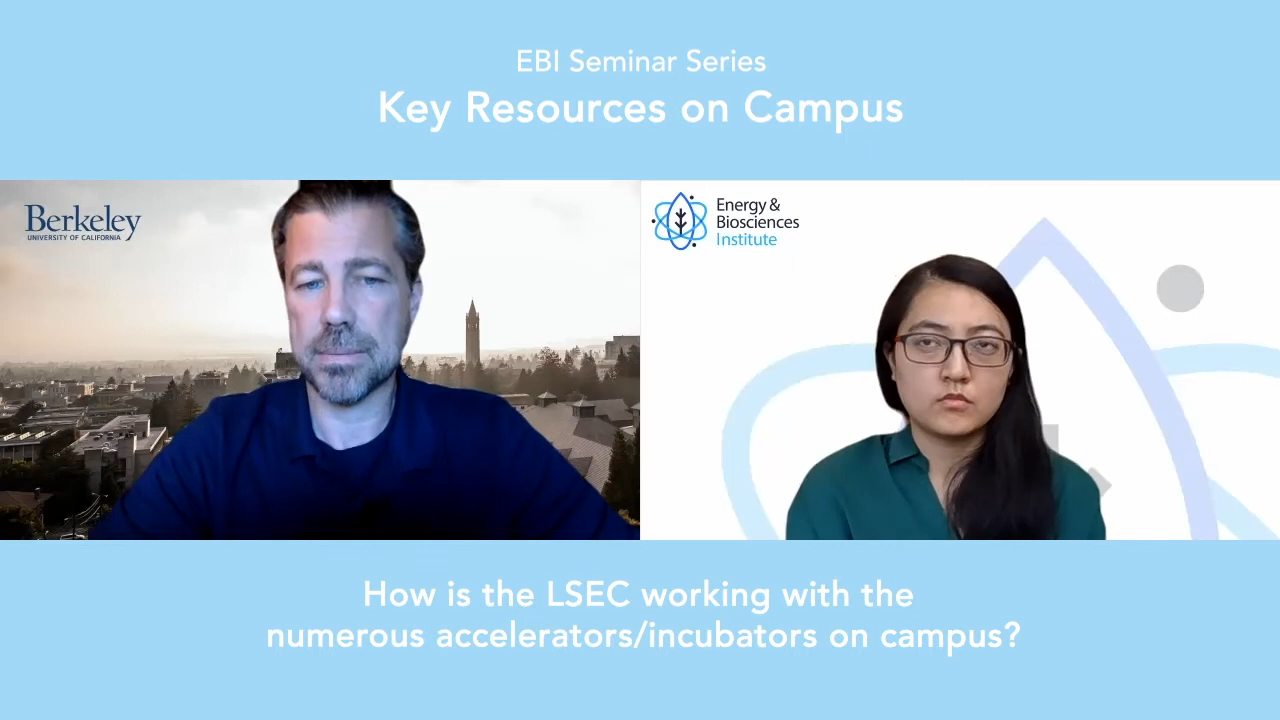 EBI Seminar Series
Key Resources on Campus
Berkeley
UNIVERSITY OF CALIFORNIA
Energy &
Biosciences
Institute
How is the LSEC working with the
numerous accelerators/incubators on campus?